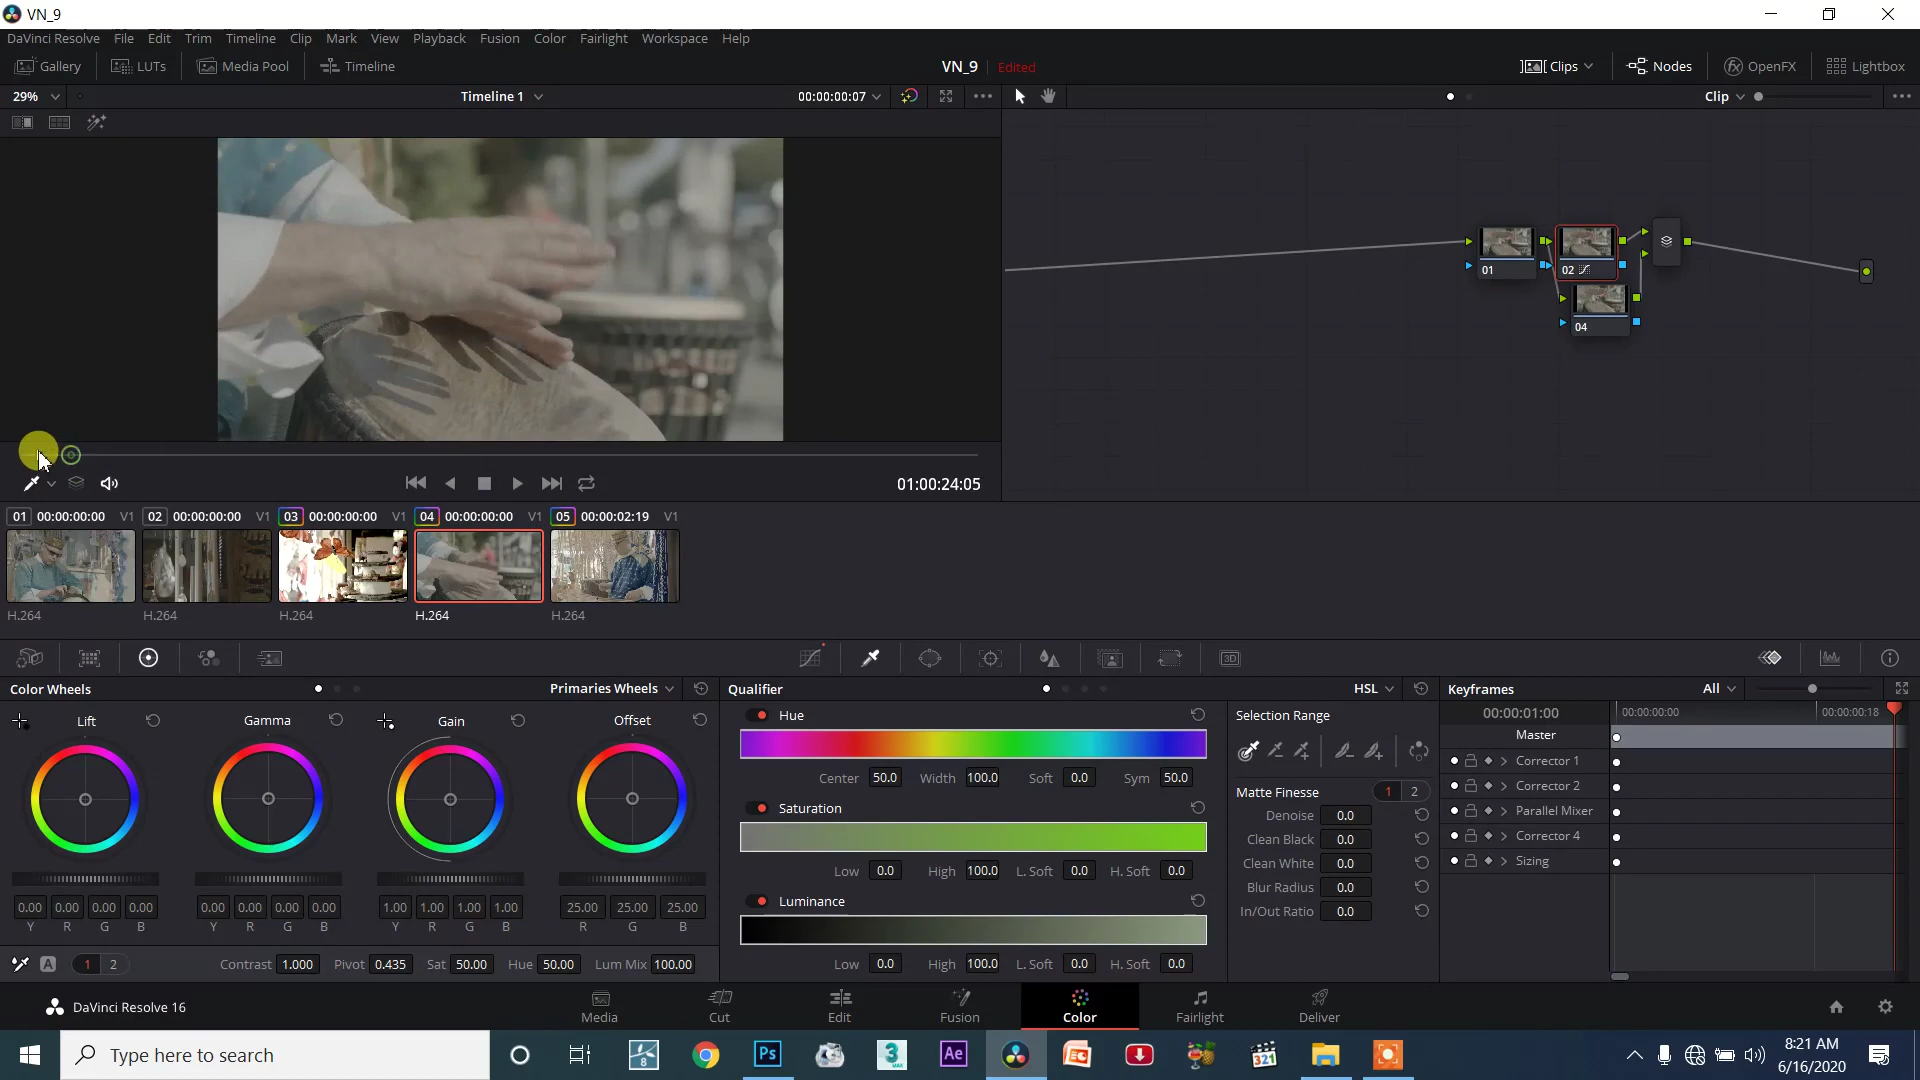 VN_9
DaVinci Resolve File Edit Trim Timeline Clip Mark View Playback Fusion Color Fairlight Workspace Help
Gallery LUTs Media Pool Timeline VN_9 Edited Clips Nodes OpenFX Lightbox
29% Timeline 1 00:00:00:07 Clip
01 02
04
01:00:24:05
01 00:00:00:00 V1 02 00:00:00:00 V1 03 00:00:00:00 V1 04 00:00:00:00 V1 05 00:00:02:19 V1
H.264 H.264 H.264 H.264 H.264
3D
Color Wheels Primaries Wheels Qualifier HSL Keyframes All
Lift Gamma Gain Offset
0.00 0.00 0.00 0.00 0.00 0.00 0.00 0.00 1.00 1.00 1.00 1.00 25.00 25.00 25.00
Y R G B Y R G B Y R G B R G B
A 1 2 Contrast 1.000 Pivot 0.435 Sat 50.00 Hue 50.00 Lum Mix 100.00
Hue
Center 50.0 Width 100.0 Soft 0.0 Sym 50.0
Saturation
Low 0.0 High 100.0 L. Soft 0.0 H. Soft 0.0
Luminance
Low 0.0 High 100.0 L. Soft 0.0 H. Soft 0.0
Selection Range
Matte Finesse 1 2
Denoise 0.0
Clean Black 0.0
Clean White 0.0
Blur Radius 0.0
In/Out Ratio 0.0
00:00:01:00 00:00:00:00 00:00:00:18
Master
Corrector 1
Corrector 2
Parallel Mixer
Corrector 4
Sizing
DaVinci Resolve 16 Media Cut Edit Fusion Color Fairlight Deliver
Type here to search 8 Ps 3 MAX Ae 321 8:21 AM
6/16/2020